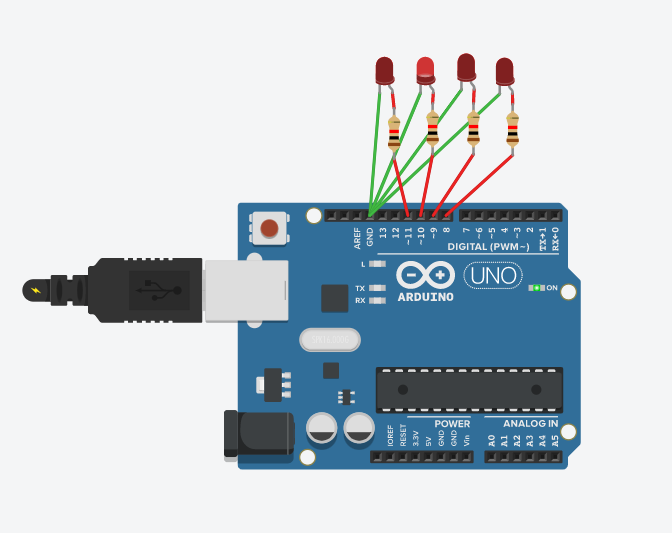 AREF
GND
13
12
~11
~10
~9
8
7
~6
~5
4
~3
2
TX→1
RX←0
DIGITAL (PWM~)
L
TX
RX
ARDUINO
UNO
ON
POWER
ANALOG IN
IOREF
RESET
3.3V
5V
GND
GND
Vin
A0
A1
A2
A3
A4
A5